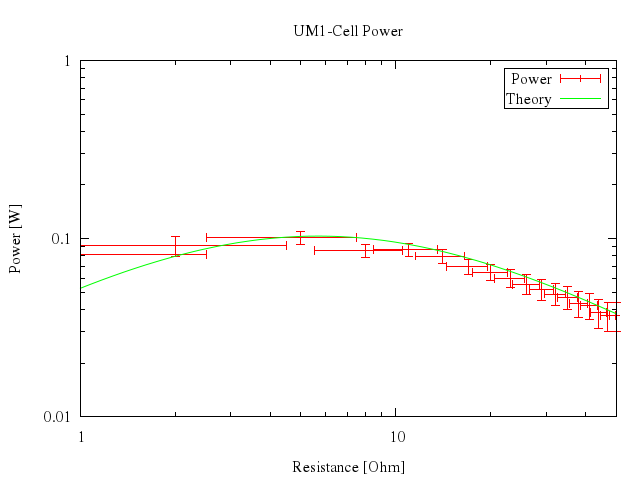 UM1-Cell Power
1
Power
Theory
0.1
Power [W]
0.01
1
10
Resistance [Ohm]